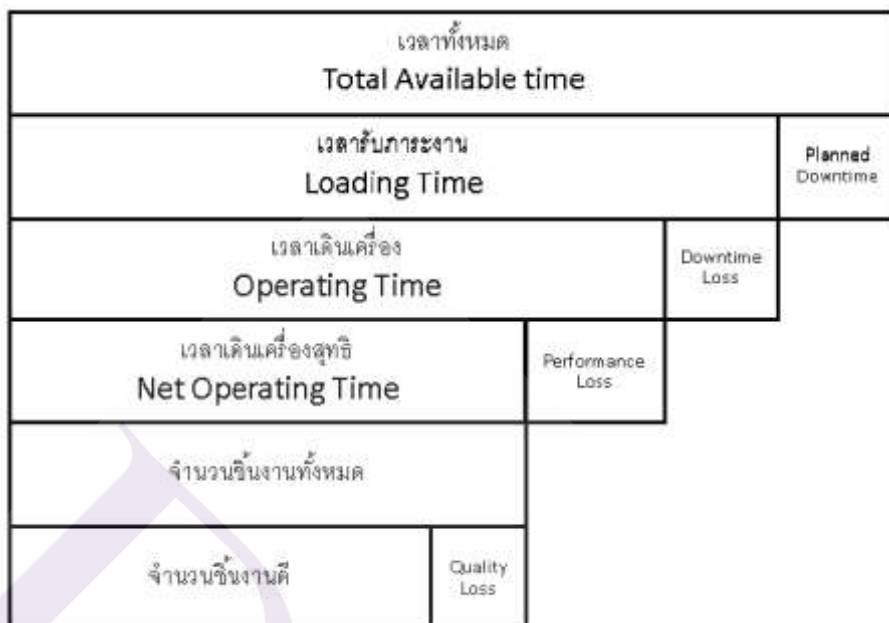 เวลาทั้งหมด
Total Available time
เวลารับภาระงาน
Loading Time
Planned
Downtime
เวลาเดินเครื่อง
Operating Time
Downtime
Loss
เวลาเดินเครื่องสุทธิ
Net Operating Time
Performance
Loss
จำนวนชิ้นงานทั้งหมด
จำนวนชิ้นงานดี
Quality
Loss